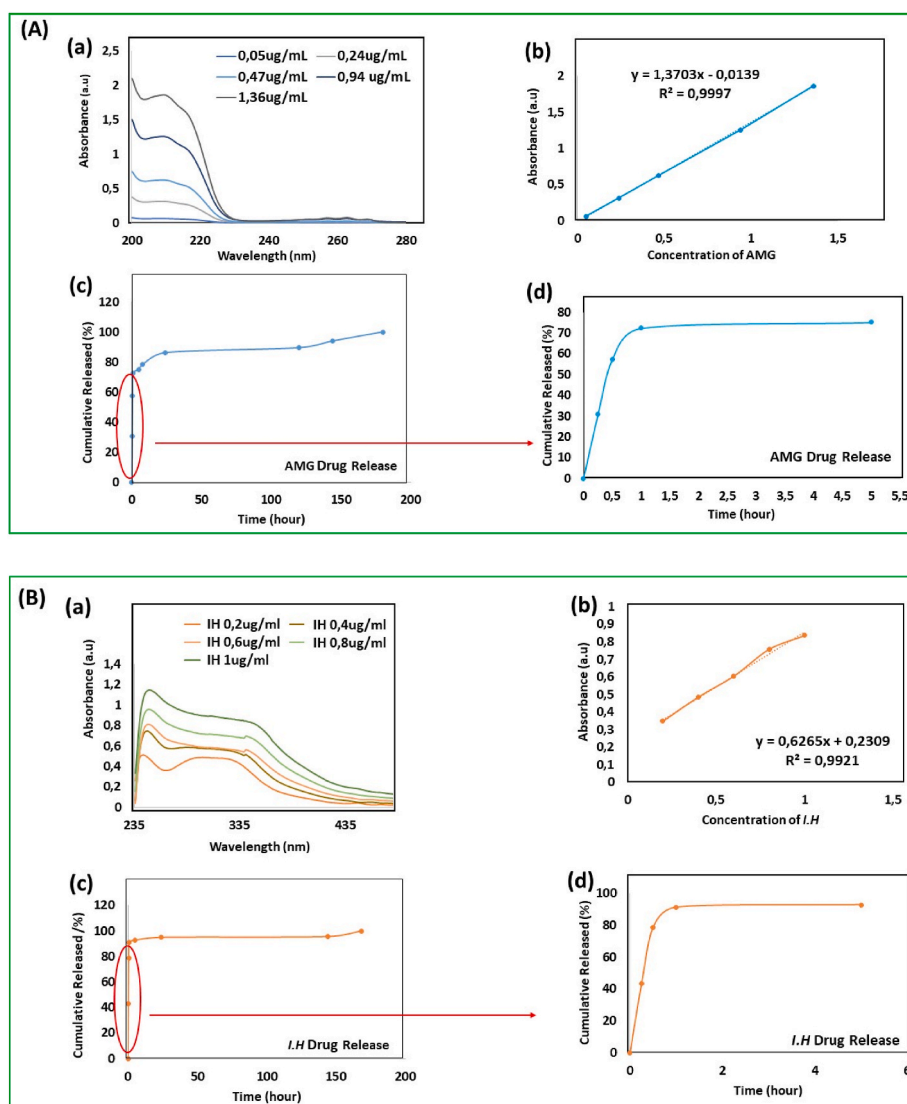 (A)
(a)
0,05ug/mL 0,24ug/mL
0,47ug/mL 0,94 ug/mL
1,36ug/mL
Absorbance (a.u)
2,5
2
1,5
1
0,5
0
200 220 240 260 280
Wavelength (nm)
(b)
y = 1,3703x - 0,0139
R² = 0,9997
Absorbance (a.u)
2
1,5
1
0,5
0
0 0,5 1 1,5
Concentration of AMG
(c)
Cumulative Released (%)
120
100
80
60
40
20
0
0 50 100 150 200
AMG Drug Release
Time (hour)
(d)
Cumulative Released (%)
80
70
60
50
40
30
20
10
0
0 0,5 1 1,5 2 2,5 3 3,5 4 4,5 5 5,5
AMG Drug Release
Time (hour)
(B)
(a)
IH 0,2ug/ml IH 0,4ug/ml
IH 0,6ug/ml IH 0,8ug/ml
IH 1ug/ml
Absorbance (a.u)
1,4
1,2
1
0,8
0,6
0,4
0,2
0
235 335 435
Wavelength (nm)
(b)
Absorbance (a.u)
1
0,9
0,8
0,7
0,6
0,5
0,4
0,3
0,2
0,1
0
y = 0,6265x + 0,2309
R² = 0,9921
0 0,5 1 1,5
Concentration of I.H
(c)
Cumulative Released /%)
120
100
80
60
40
20
0
I.H Drug Release
0 50 100 150 200
Time (hour)
(d)
Cumulative Released (%)
100
80
60
40
20
0
I.H Drug Release
0 2 4 6
Time (hour)